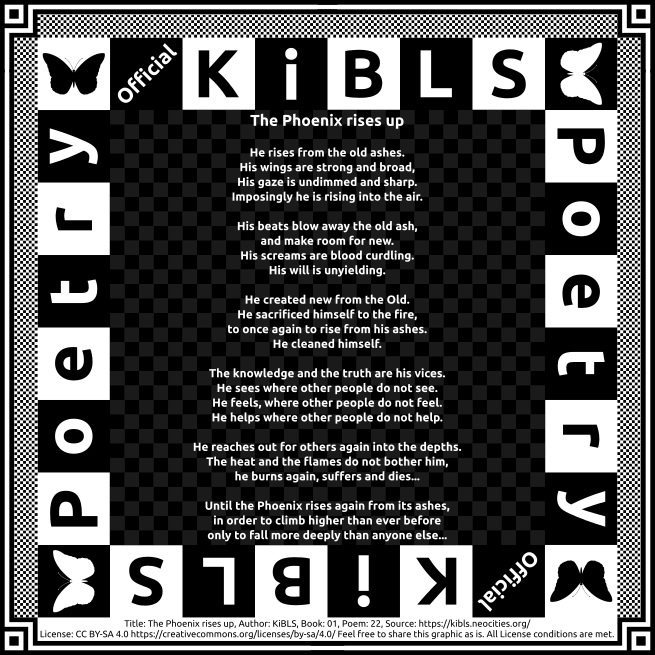 Official KiBLS
Poetry
Poetry
The Phoenix rises up
He rises from the old ashes.
His wings are strong and broad,
His gaze is undimmed and sharp.
Imposingly he is rising into the air.
His beats blow away the old ash,
and make room for new.
His screams are blood curdling.
His will is unyielding.
He created new from the Old.
He sacrificed himself to the fire,
to once again to rise from his ashes.
He cleaned himself.
The knowledge and the truth are his vices.
He sees where other people do not see.
He feels, where other people do not feel.
He helps where other people do not help.
He reaches out for others again into the depths.
The heat and the flames do not bother him,
he burns again, suffers and dies...
Until the Phoenix rises again from its ashes,
in order to climb higher than ever before
only to fall more deeply than anyone else...
Official KiBLS
Title: The Phoenix rises up, Author: KiBLS, Book: 01, Poem: 22, Source: https://kibls.neocities.org/
License: CC BY-SA 4.0 https://creativecommons.org/licenses/by-sa/4.0/ Feel free to share this graphic as is. All License conditions are met.